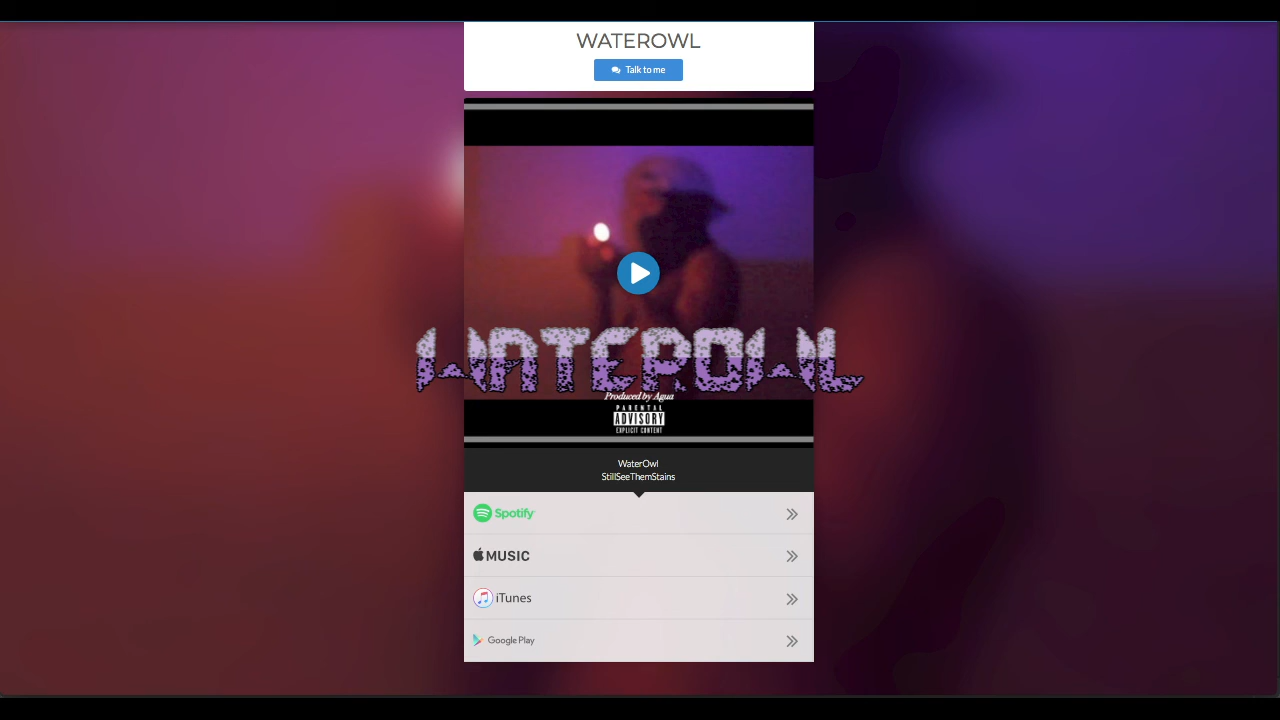 WATEROWL
Talk to me
WATEROWL
Produced by Agua
PARENTAL
ADVISORY
EXPLICIT CONTENT
WaterOwl
StillSeeThemStains
Spotify
MUSIC
iTunes
Google Play